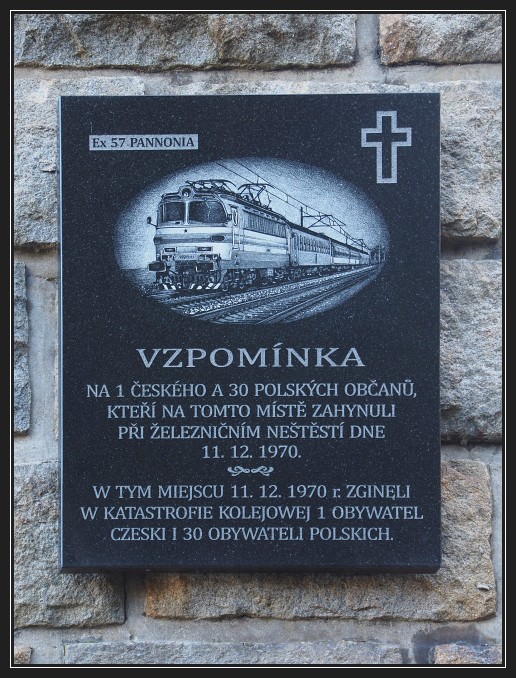 Ex 57 PANNONIA
VZPOMÍNKA
NA 1 ČESKÉHO A 30 POLSKÝCH OBČANŮ,
KTEŘÍ NA TOMTO MÍSTĚ ZAHYNULI
PŘI ŽELEZNIČNÍM NEŠTĚSTÍ DNE
11. 12. 1970.
W TYM MIEJSCU 11. 12. 1970 r. ZGINĘLI
W KATASTROFIE KOLEJOWEJ 1 OBYWATEL
CZESKI I 30 OBYWATELI POLSKICH.